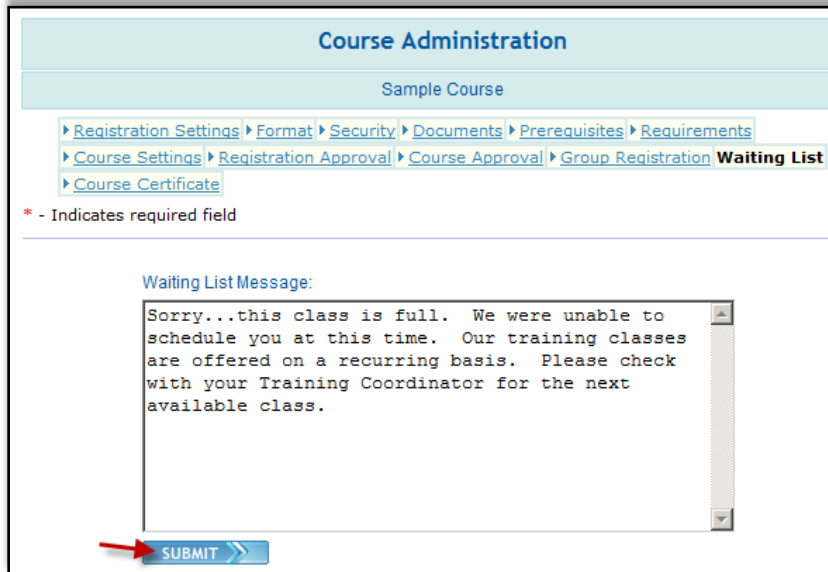 Course Administration
Sample Course
Registration Settings Format Security Documents Prerequisites Requirements
Course Settings Registration Approval Course Approval Group Registration Waiting List
Course Certificate
* - Indicates required field
Waiting List Message:
Sorry...this class is full. We were unable to
schedule you at this time. Our training classes
are offered on a recurring basis. Please check
with your Training Coordinator for the next
available class.
SUBMIT